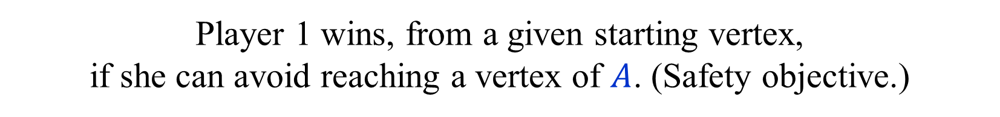 Player 1 wins, from a given starting vertex,
if she can avoid reaching a vertex of A. (Safety objective.)